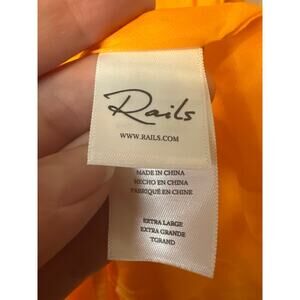 Rails
WWW.RAILS.COM
MADE IN CHINA
HECHO EN CHINA
FABRIQUÉ EN CHINE
EXTRA LARGE
EXTRA GRANDE
TGRAND